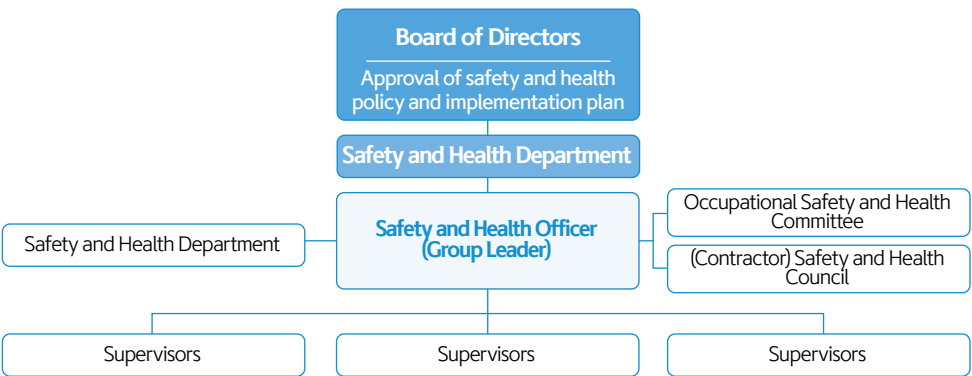 Board of Directors
Approval of safety and health
policy and implementation plan
Safety and Health Department
Safety and Health Department
Safety and Health Officer
(Group Leader)
Occupational Safety and Health
Committee
(Contractor) Safety and Health
Council
Supervisors
Supervisors
Supervisors